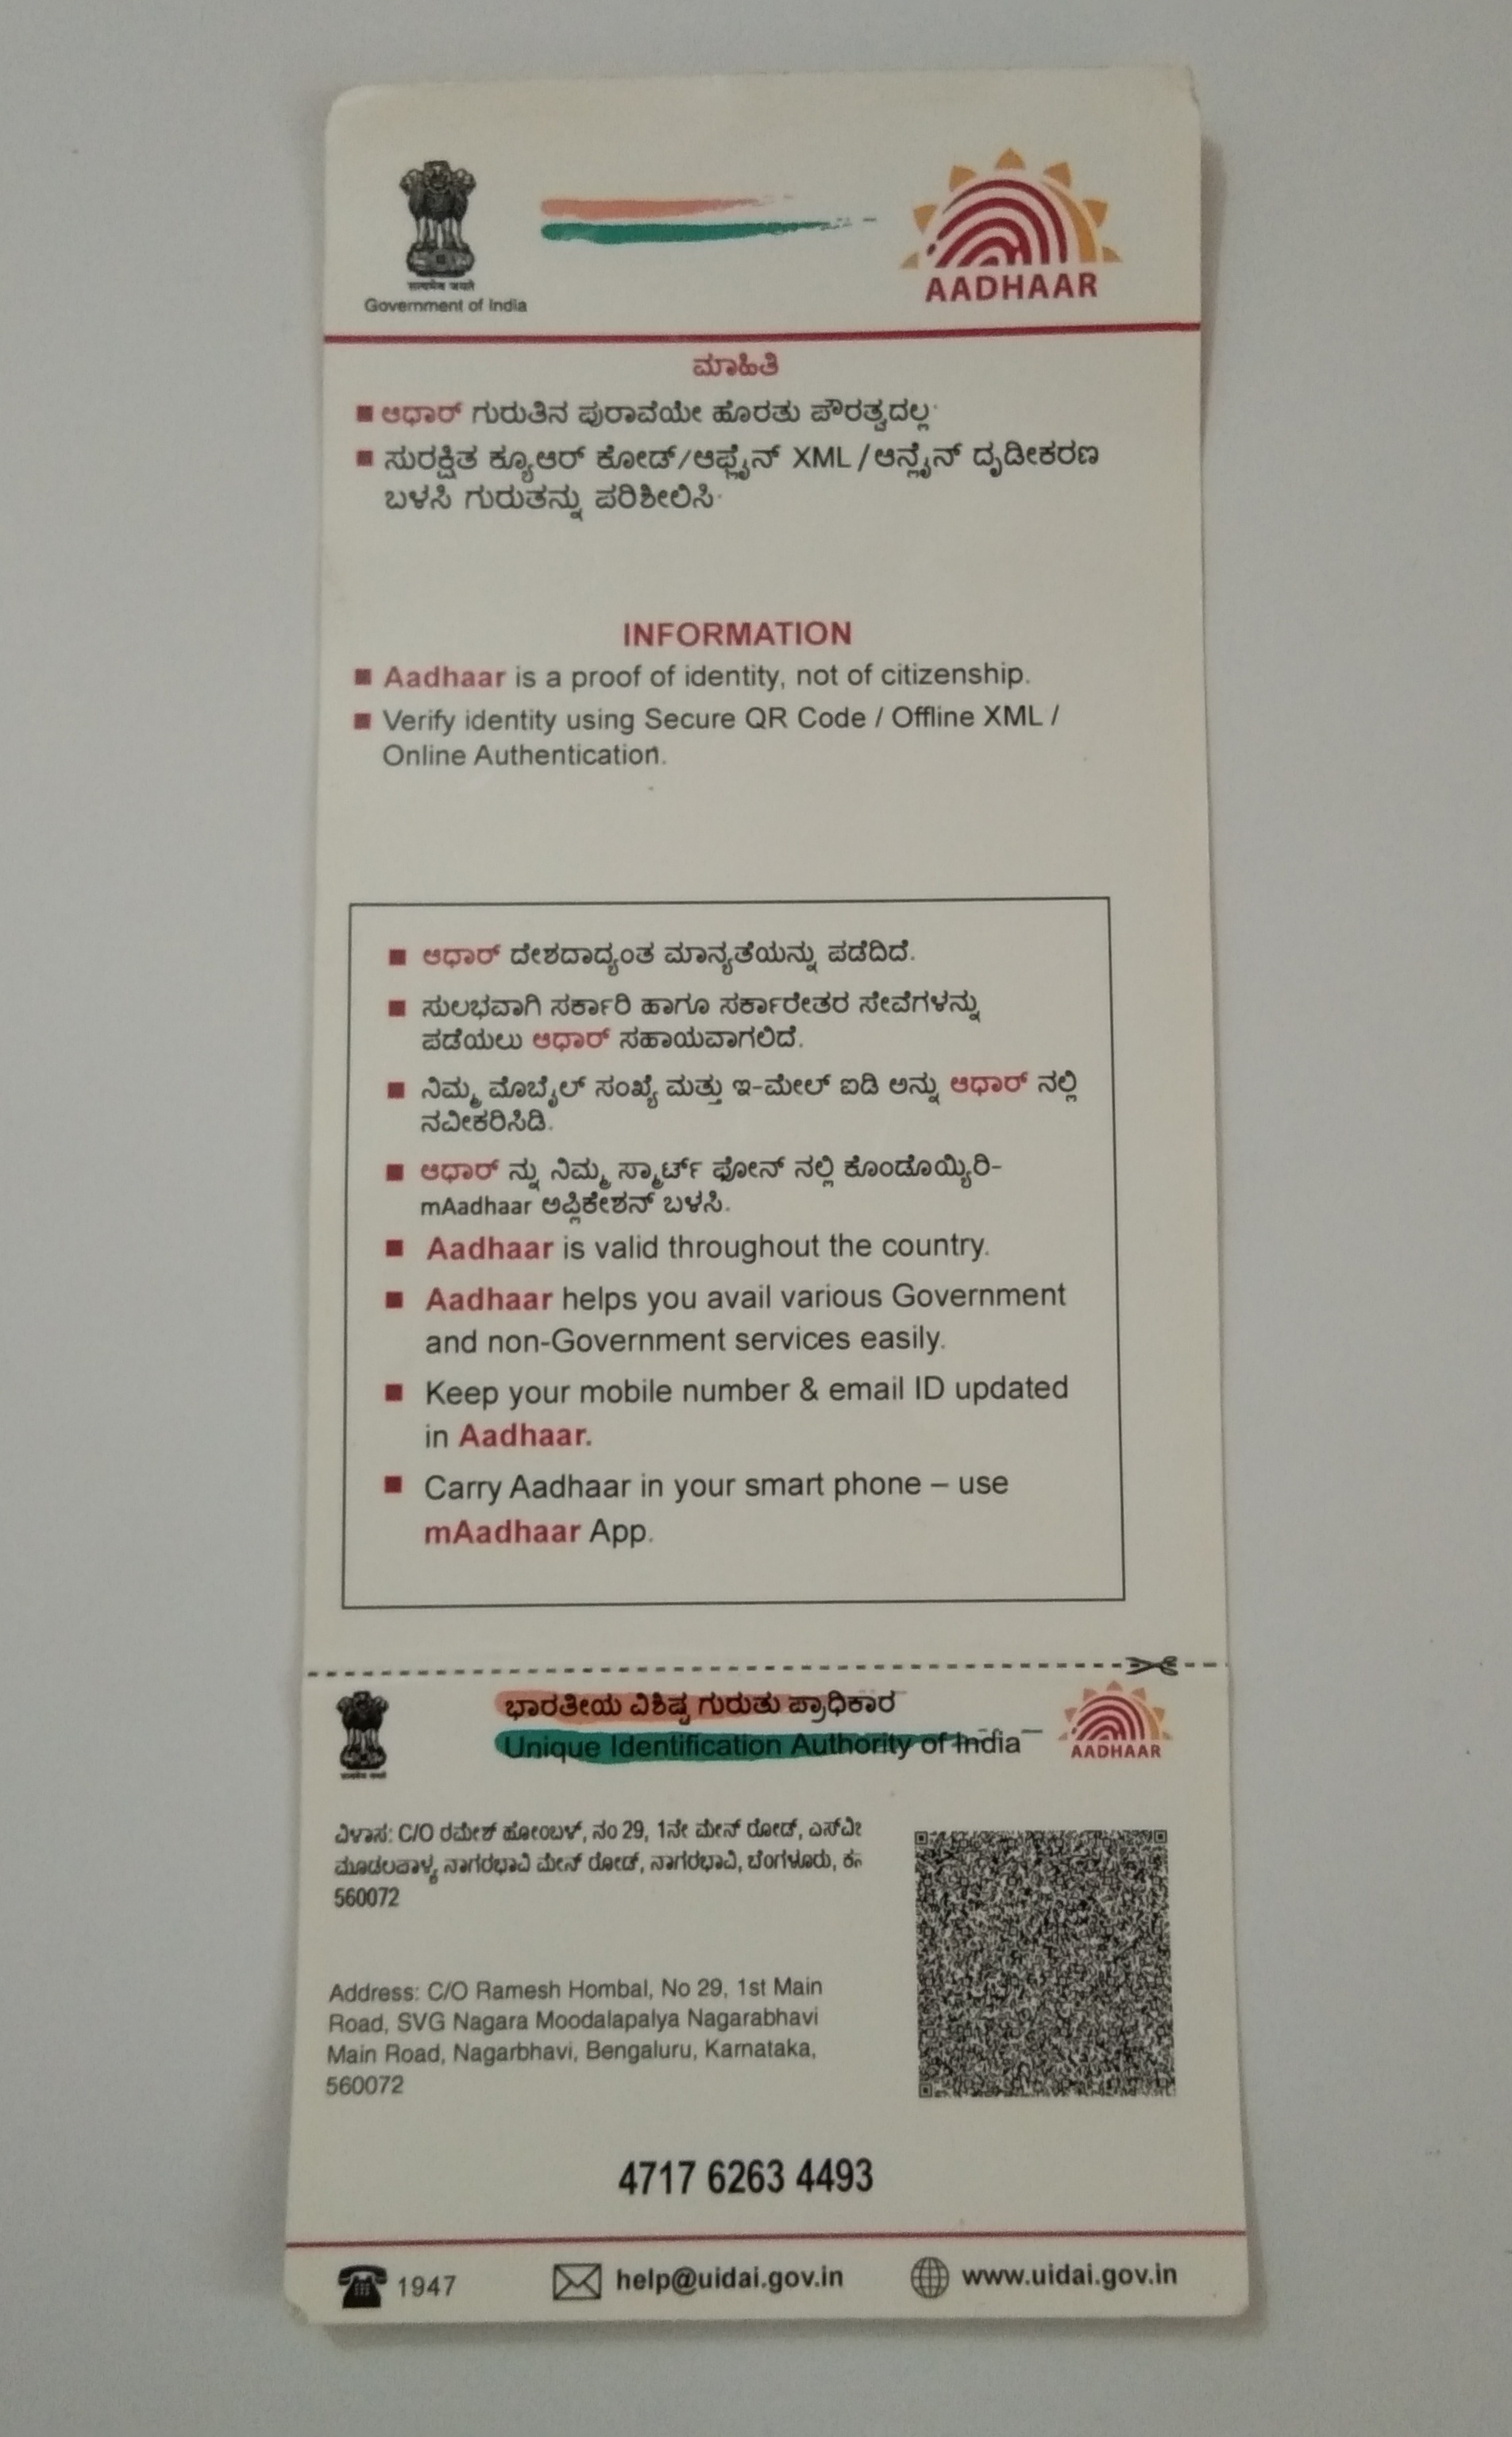 सत्यमेव जयते
Government of India
AADHAAR
ಮಾಹಿತಿ
■ ಆಧಾರ್ ಗುರುತಿನ ಪುರಾವೆಯೇ ಹೊರತು ಪೌರತ್ವದಲ್ಲ
■ ಸುರಕ್ಷಿತ ಕ್ಯೂಆರ್ ಕೋಡ್/ಆಫ್ಲೈನ್ XML/ಆನ್ಲೈನ್ ದೃಡೀಕರಣ
ಬಳಸಿ ಗುರುತನ್ನು ಪರಿಶೀಲಿಸಿ
INFORMATION
■ Aadhaar is a proof of identity, not of citizenship.
■ Verify identity using Secure QR Code / Offline XML /
Online Authentication.
■ ಆಧಾರ್ ದೇಶದಾದ್ಯಂತ ಮಾನ್ಯತೆಯನ್ನು ಪಡೆದಿದೆ.
■ ಸುಲಭವಾಗಿ ಸರ್ಕಾರಿ ಹಾಗೂ ಸರ್ಕಾರೇತರ ಸೇವೆಗಳನ್ನು
ಪಡೆಯಲು ಆಧಾರ್ ಸಹಾಯವಾಗಲಿದೆ.
■ ನಿಮ್ಮ ಮೊಬೈಲ್ ಸಂಖ್ಯೆ ಮತ್ತು ಇ-ಮೇಲ್ ಐಡಿ ಅನ್ನು ಆಧಾರ್ ನಲ್ಲಿ
ನವೀಕರಿಸಿಡಿ.
■ ಆಧಾರ್ ನ್ನು ನಿಮ್ಮ ಸ್ಮಾರ್ಟ್ ಫೋನ್ ನಲ್ಲಿ ಕೊಂಡೊಯ್ಯಿರಿ-
mAadhaar ಅಪ್ಲಿಕೇಶನ್ ಬಳಸಿ.
■ Aadhaar is valid throughout the country.
■ Aadhaar helps you avail various Government
and non-Government services easily.
■ Keep your mobile number & email ID updated
in Aadhaar.
■ Carry Aadhaar in your smart phone – use
mAadhaar App.
ಭಾರತೀಯ ವಿಶಿಷ್ಟ ಗುರುತು ಪ್ರಾಧಿಕಾರ
Unique Identification Authority of India
AADHAAR
ವಿಳಾಸ: C/O ರಮೇಶ್ ಹೋಂಬಳ್, ನಂ 29, 1ನೇ ಮೇನ್ ರೋಡ್, ಎಸ್‌ವಿ
ಮೂಡಲಪಾಳ್ಯ ನಾಗರಭಾವಿ ಮೇನ್ ರೋಡ್, ನಾಗರಭಾವಿ, ಬೆಂಗಳೂರು,
560072
Address: C/O Ramesh Hombal, No 29, 1st Main
Road, SVG Nagara Moodalapalya Nagarabhavi
Main Road, Nagarbhavi, Bengaluru, Karnataka,
560072
4717 6263 4493
1947 help@uidai.gov.in www.uidai.gov.in